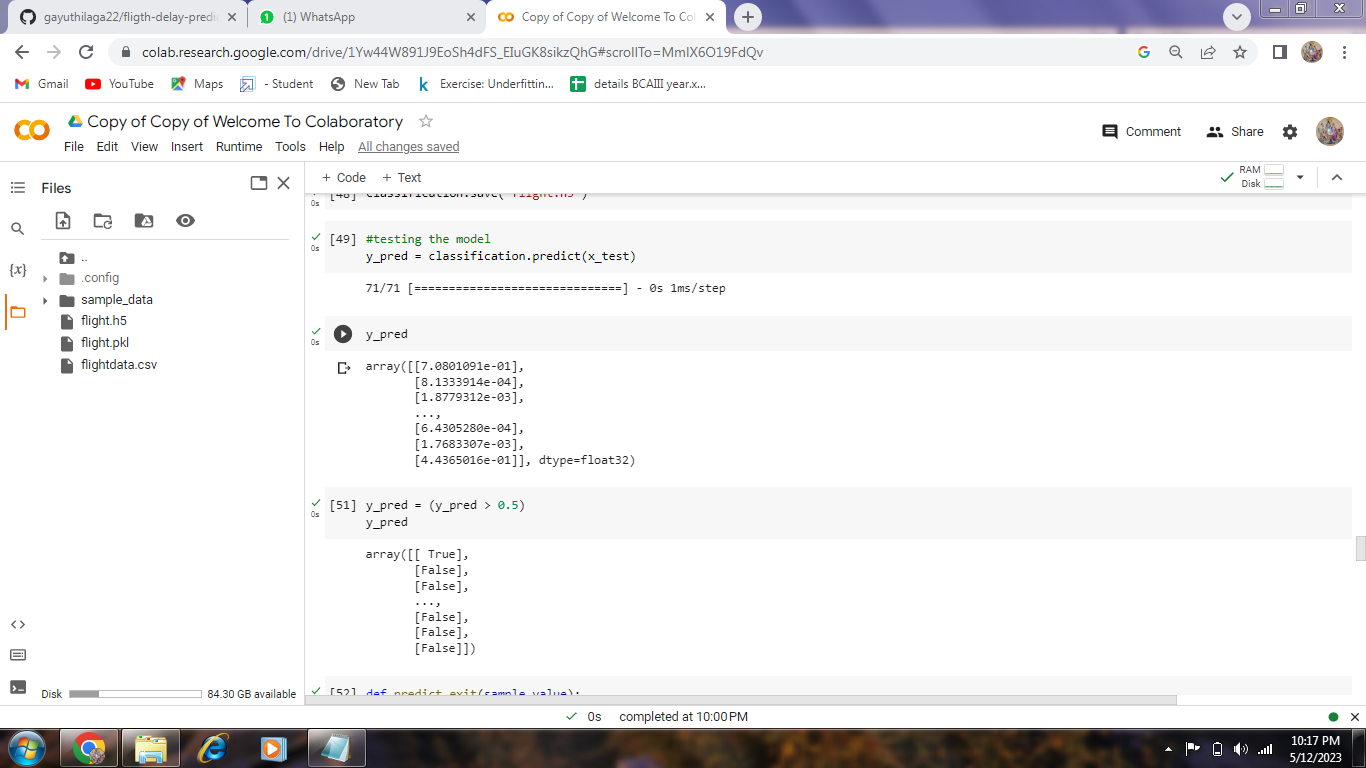 gayuthilaga22/fligth-delay-predi
(1) WhatsApp
Copy of Copy of Welcome To Col
colab.research.google.com/drive/1Yw44W891J9EoSh4dFS_EIuGK8sikzQhG#scrollTo=MmIX6O19FdQv
Gmail
YouTube
Maps
- Student
New Tab
Exercise: Underfittin...
details BCAIII year.x...
Copy of Copy of Welcome To Colaboratory
Comment
Share
File Edit View Insert Runtime Tools Help All changes saved
Files
+ Code + Text
RAM
Disk
..
.config
sample_data
flight.h5
flight.pkl
flightdata.csv
Disk 84.30 GB available
0s
[48] classification.save('flight.h5')
0s
[49] #testing the model
y_pred = classification.predict(x_test)
71/71 [==============================] - 0s 1ms/step
0s
y_pred
array([[7.0801091e-01],
[8.1333914e-04],
[1.8779312e-03],
...,
[6.4305280e-04],
[1.7683307e-03],
[4.4365016e-01]], dtype=float32)
0s
[51] y_pred = (y_pred > 0.5)
y_pred
array([[ True],
[False],
[False],
...,
[False],
[False],
[False]])
[52] def predict_exit(sample_value):
0s completed at 10:00 PM
10:17 PM
5/12/2023